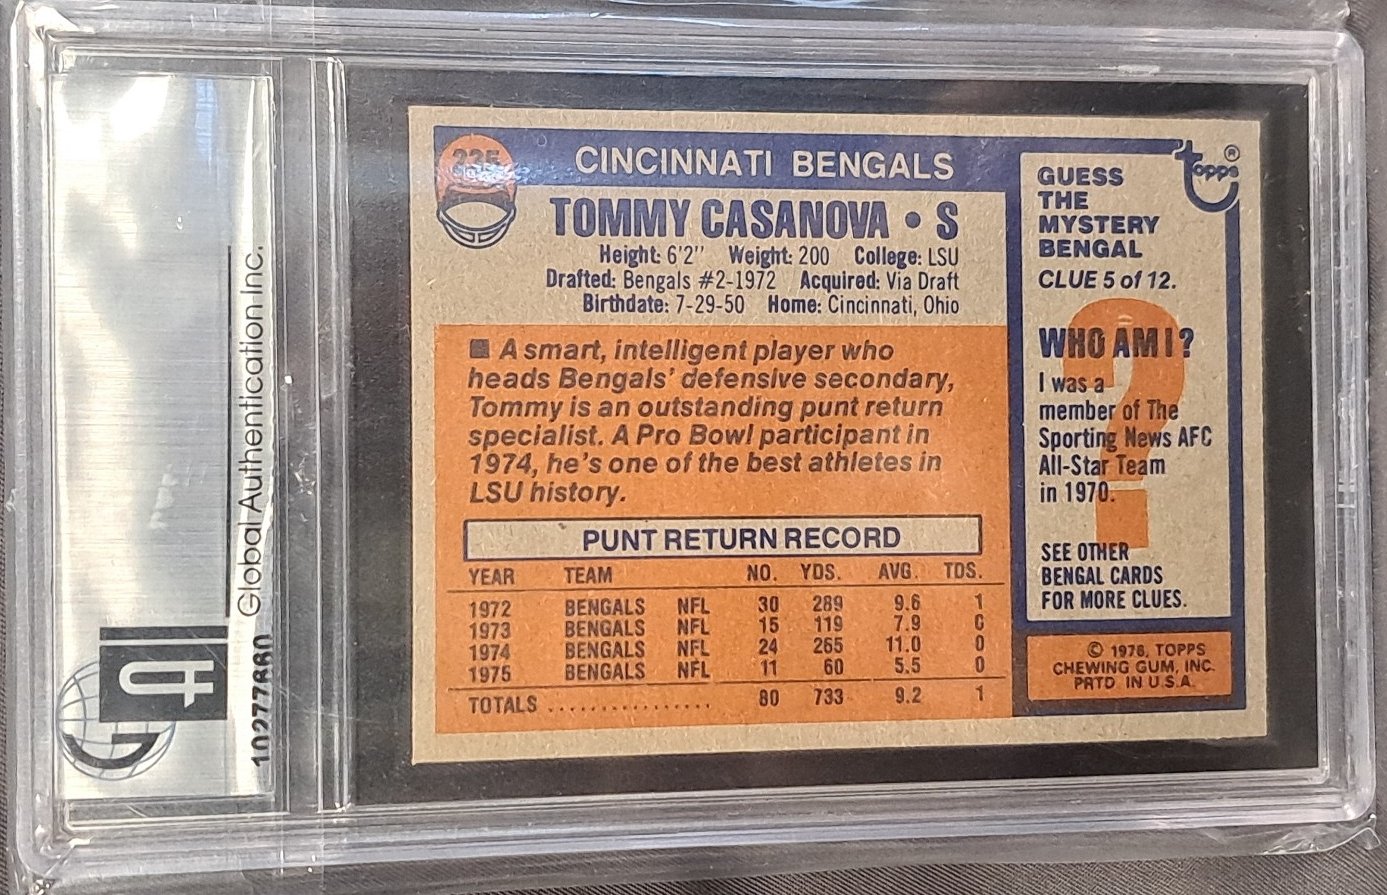 Global Authentication Inc.
10277660
235
CINCINNATI BENGALS
TOMMY CASANOVA • S
Height: 6'2" Weight: 200 College: LSU
Drafted: Bengals #2-1972 Acquired: Via Draft
Birthdate: 7-29-50 Home: Cincinnati, Ohio
■ A smart, intelligent player who
heads Bengals' defensive secondary,
Tommy is an outstanding punt return
specialist. A Pro Bowl participant in
1974, he's one of the best athletes in
LSU history.
PUNT RETURN RECORD
YEAR TEAM NO. YDS. AVG. TDS.
1972 BENGALS NFL 30 289 9.6 1
1973 BENGALS NFL 15 119 7.9 0
1974 BENGALS NFL 24 265 11.0 0
1975 BENGALS NFL 11 60 5.5 0
TOTALS ................ 80 733 9.2 1
topps®
GUESS
THE
MYSTERY
BENGAL
CLUE 5 of 12.
WHO AM I?
I was a
member of The
Sporting News AFC
All-Star Team
in 1970.
SEE OTHER
BENGAL CARDS
FOR MORE CLUES.
© 1976, TOPPS
CHEWING GUM, INC.
PRTD IN U.S.A.